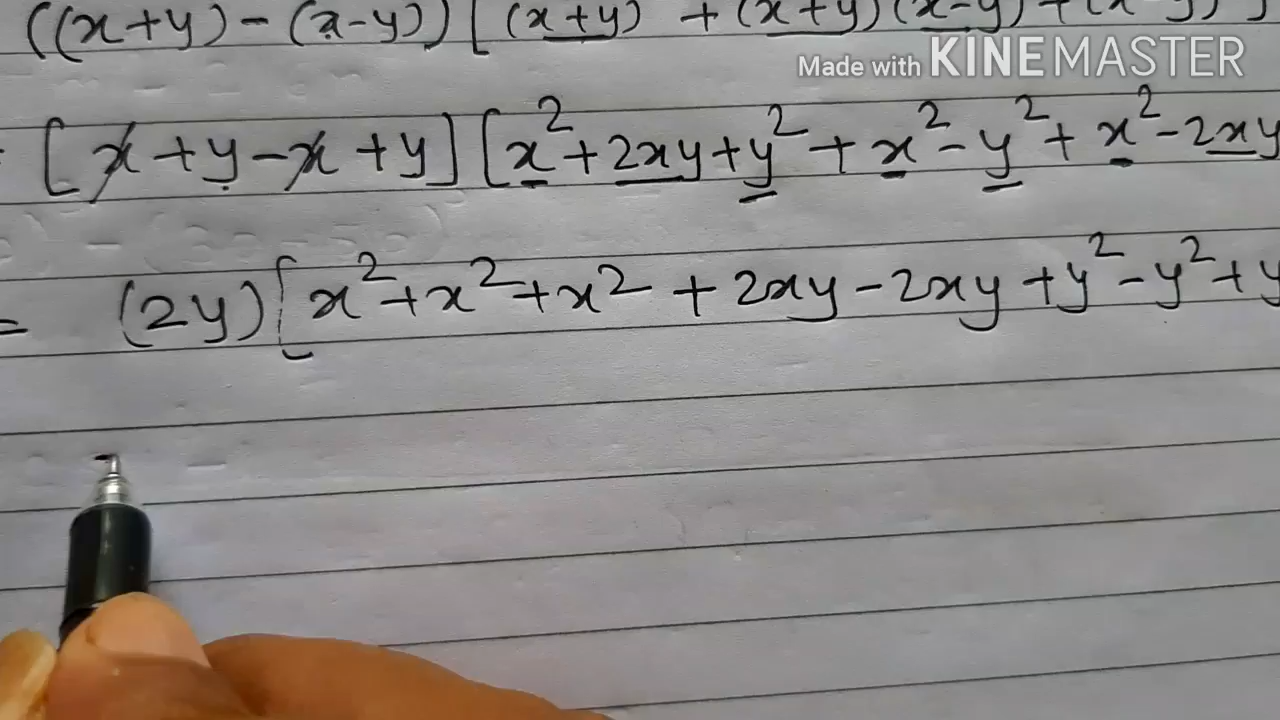 ((x+y)-(x-y)) [(x+y) + (x+y)(x-y)+(x-y)]
Made with KINEMASTER
= [x+y-x+y] [x²+2xy+y²+x²-y²+x²-2xy
= (2y) [x²+x²+x²+2xy-2xy+y²-y²+y